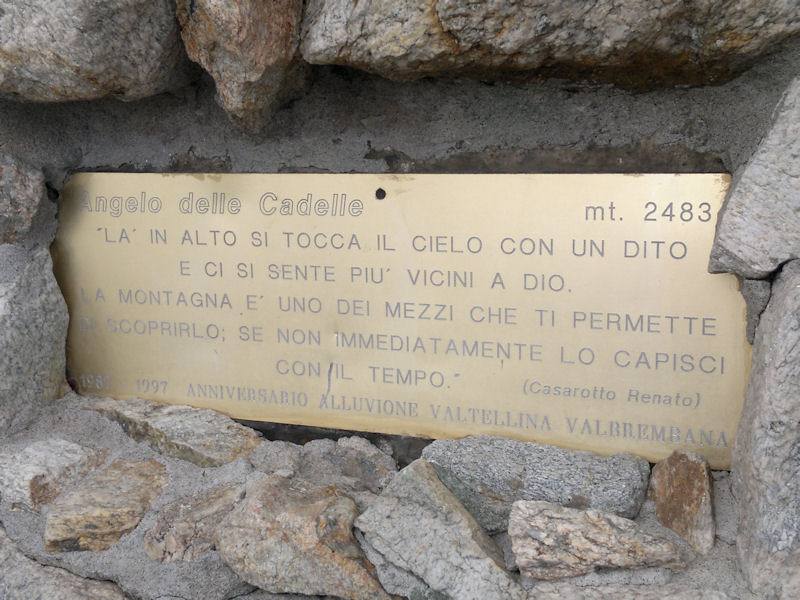 Angelo delle Cadelle mt. 2483
"LA' IN ALTO SI TOCCA IL CIELO CON UN DITO
E CI SI SENTE PIU' VICINI A DIO.
LA MONTAGNA E' UNO DEI MEZZI CHE TI PERMETTE
DI SCOPRIRLO; SE NON IMMEDIATAMENTE LO CAPISCI
CON IL TEMPO."
(Casarotto Renato)
1987 - 1997 ANNIVERSARIO ALLUVIONE VALTELLINA VALBREMBANA